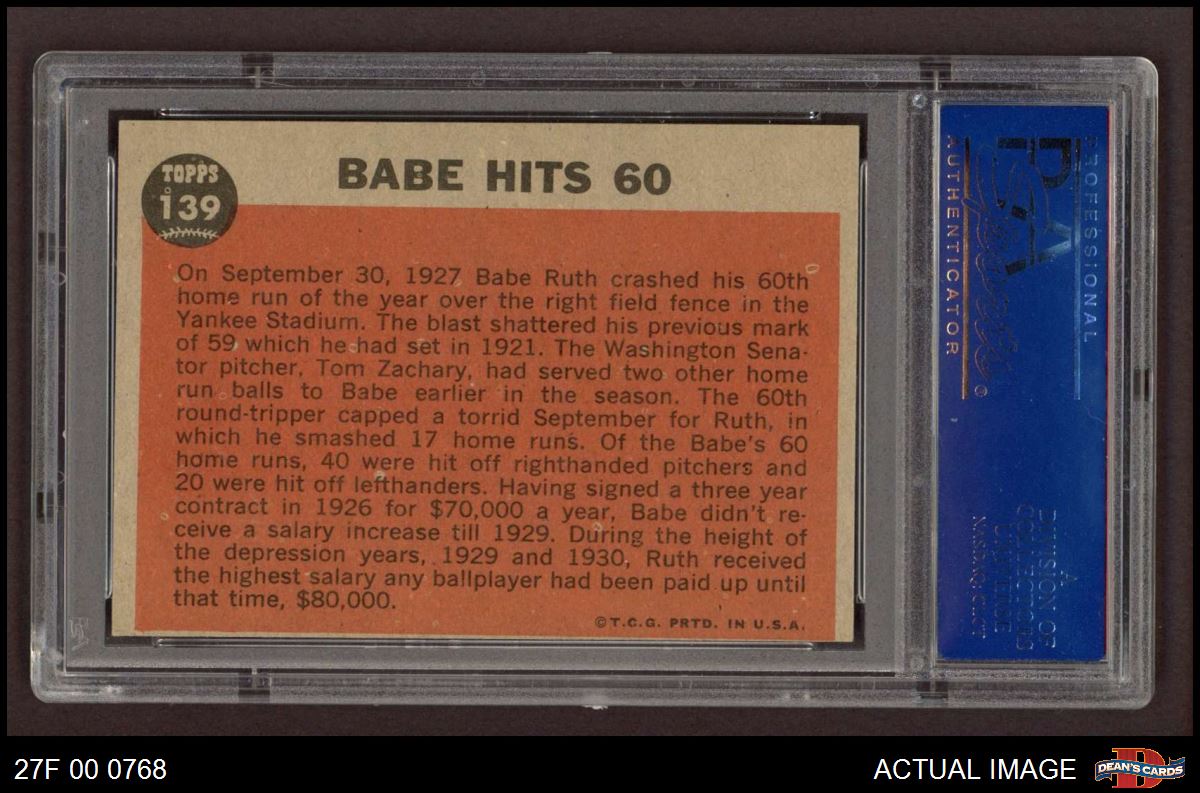 TOPPS
139
BABE HITS 60
On September 30, 1927 Babe Ruth crashed his 60th
home run of the year over the right field fence in the
Yankee Stadium. The blast shattered his previous mark
of 59 which he had set in 1921. The Washington Sena-
tor pitcher, Tom Zachary, had served two other home
run balls to Babe earlier in the season. The 60th
round-tripper capped a torrid September for Ruth, in
which he smashed 17 home runs. Of the Babe's 60
home runs, 40 were hit off righthanded pitchers and
20 were hit off lefthanders. Having signed a three year
contract in 1926 for $70,000 a year, Babe didn't re-
ceive a salary increase till 1929. During the height of
the depression years, 1929 and 1930, Ruth received
the highest salary any ballplayer had been paid up until
that time, $80,000.
©T.C.G. PRTD. IN U.S.A.
PROFESSIONAL
PSA
AUTHENTICATOR
A
DIVISION OF
COLLECTORS
UNIVERSE
PSA
27F 00 0768
ACTUAL IMAGE
DEAN'S CARDS